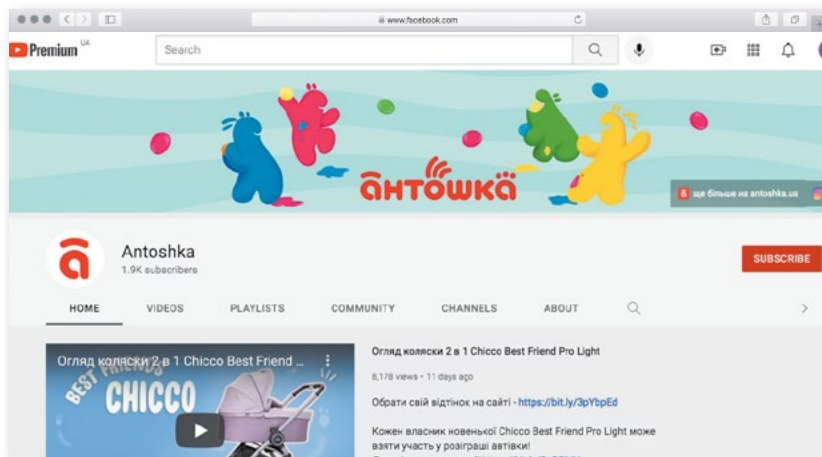 www.facebook.com
Premium UA
Search
антошка
ще більше на antoshka.ua
Antoshka
1.9K subscribers
SUBSCRIBE
HOME VIDEOS PLAYLISTS COMMUNITY CHANNELS ABOUT
Огляд коляски 2 в 1 Chicco Best Friend ...
BEST FRIENDS
CHICCO
Огляд коляски 2 в 1 Chicco Best Friend Pro Light
8,178 views • 11 days ago
Обрати свій відтінок на сайті - https://bit.ly/3pYbpEd
Кожен власник новенької Chicco Best Friend Pro Light може
взяти участь у розіграші автівки!